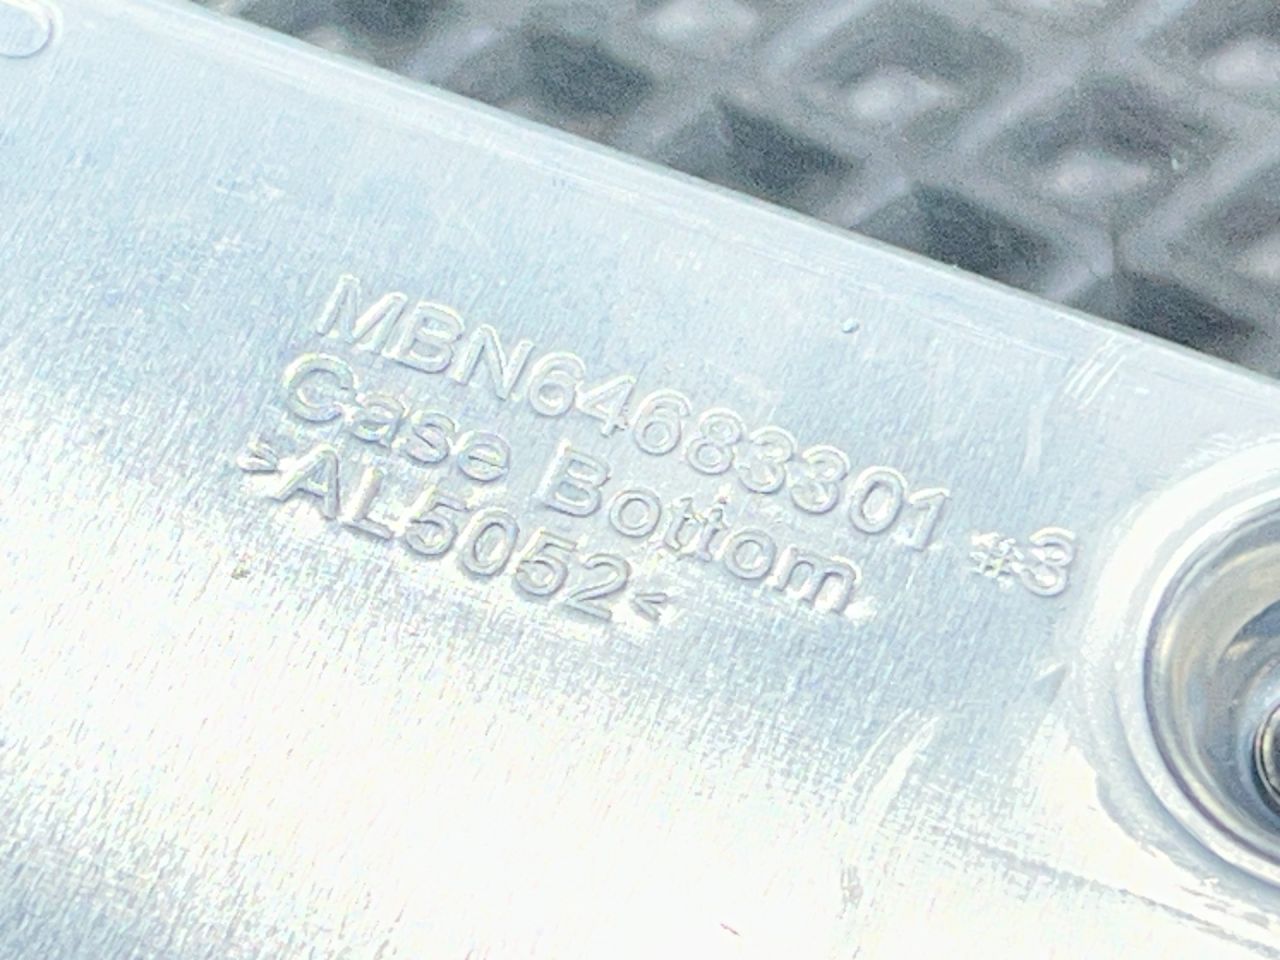 MBN64683301 #3
Case Bottom
>AL5052<